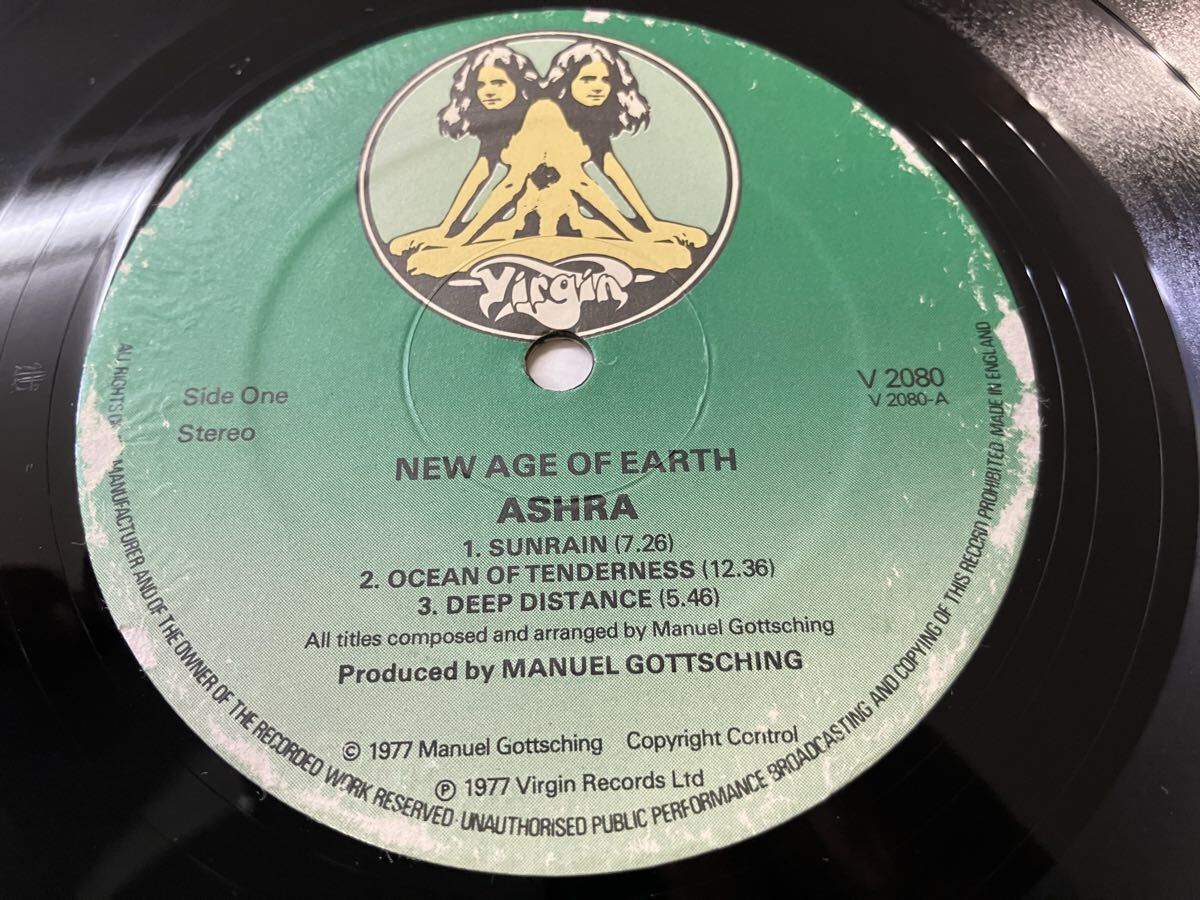 Virgin
Side One
Stereo
V 2080
V 2080-A
NEW AGE OF EARTH
ASHRA
1. SUNRAIN (7.26)
2. OCEAN OF TENDERNESS (12.36)
3. DEEP DISTANCE (5.46)
All titles composed and arranged by Manuel Gottsching
Produced by MANUEL GOTTSCHING
© 1977 Manuel Gottsching Copyright Control
℗ 1977 Virgin Records Ltd
RIGHTS MANUFACTURER AND OF THE OWNER OF THE RECORDED WORK RESERVED · UNAUTHORISED PUBLIC PERFORMANCE BROADCASTING AND COPYING OF THIS RECORD PROHIBITED MADE IN ENGLAND